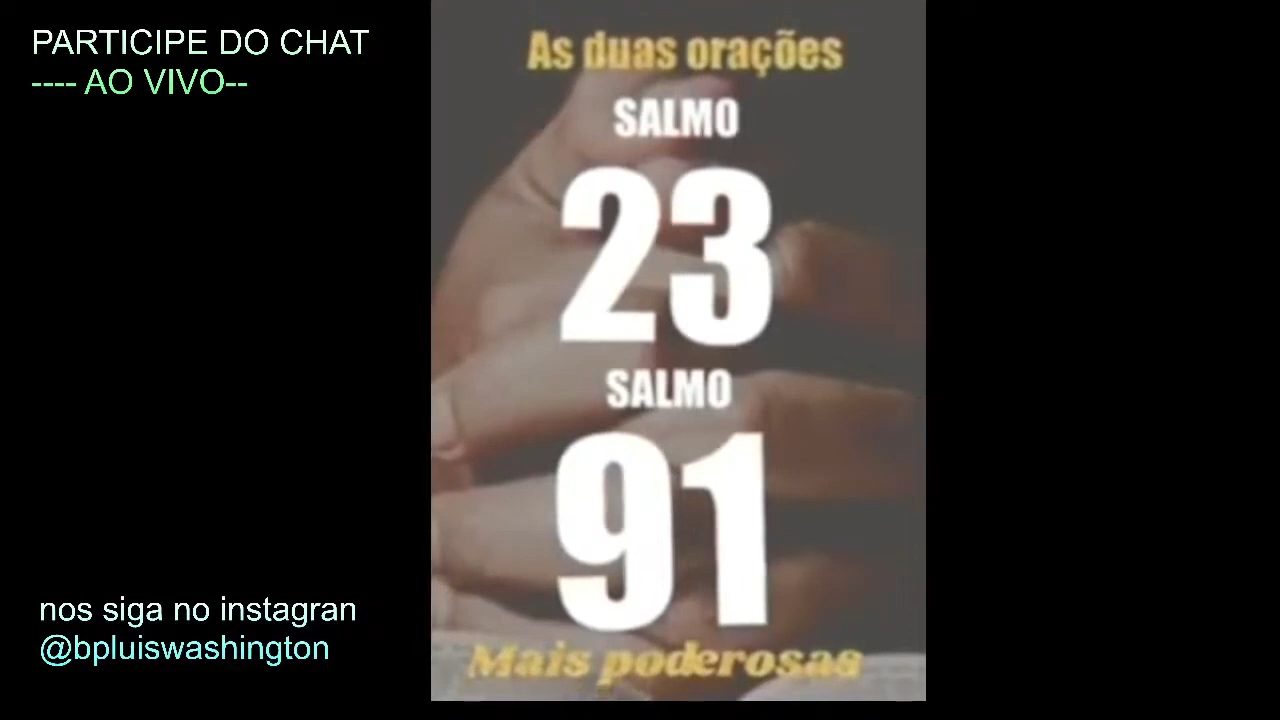 PARTICIPE DO CHAT
---- AO VIVO--
As duas orações
SALMO
23
SALMO
91
Mais poderosas
nos siga no instagran
@bpluiswashington